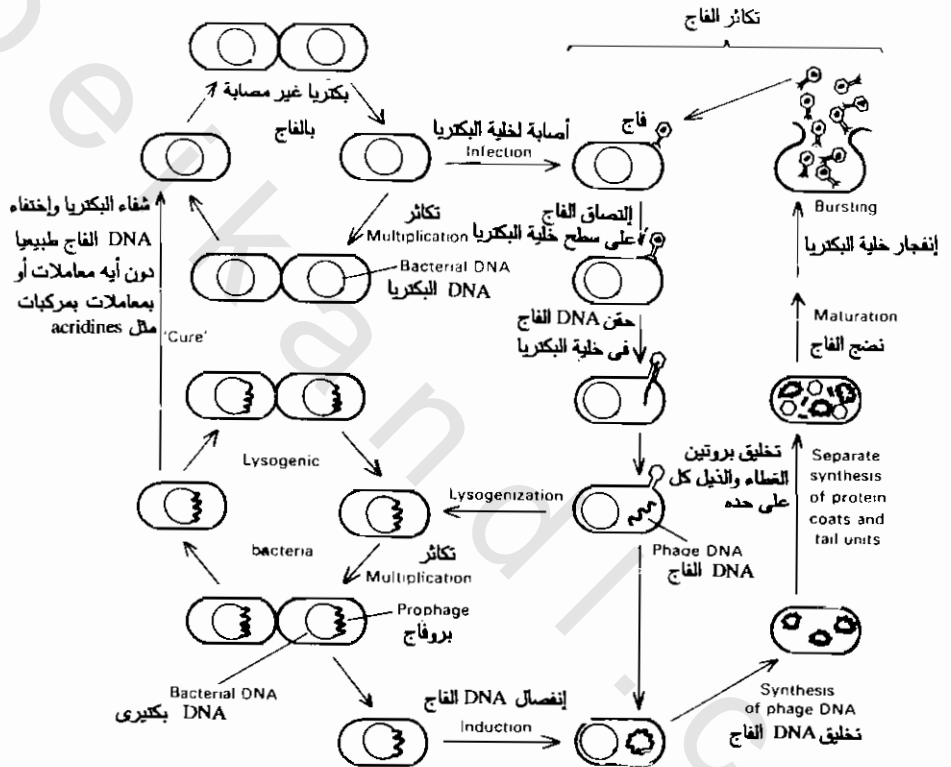 تكاثر الفاج
بكتريا غير مصابة
بالفاج
أصابة لخلية البكتريا
Infection
فاج
Bursting
إنفجار خلية البكتريا
شفاء البكتريا وإختفاء
DNA الفاج طبيعيا
دون أيه معاملات أو
بمعاملات بمركبات
مثل acridines
'Cure'
تكاثر
Multiplication
Bacterial DNA
DNA البكتريا
إلتصاق الفاج
على سطح خلية البكتريا
حقن DNA الفاج
فى خلية البكتريا
Maturation
نضج الفاج
Lysogenic
bacteria
Lysogenization
تخليق بروتين
الغطاء والذيل كل
على حده
Separate
synthesis
of protein
coats and
tail units
Phage DNA
DNA الفاج
تكاثر
Multiplication
Prophage
بروفاج
Bacterial DNA
DNA بكتيرى
إنفصال DNA الفاج
Induction
Synthesis
of phage DNA
تخليق DNA الفاج